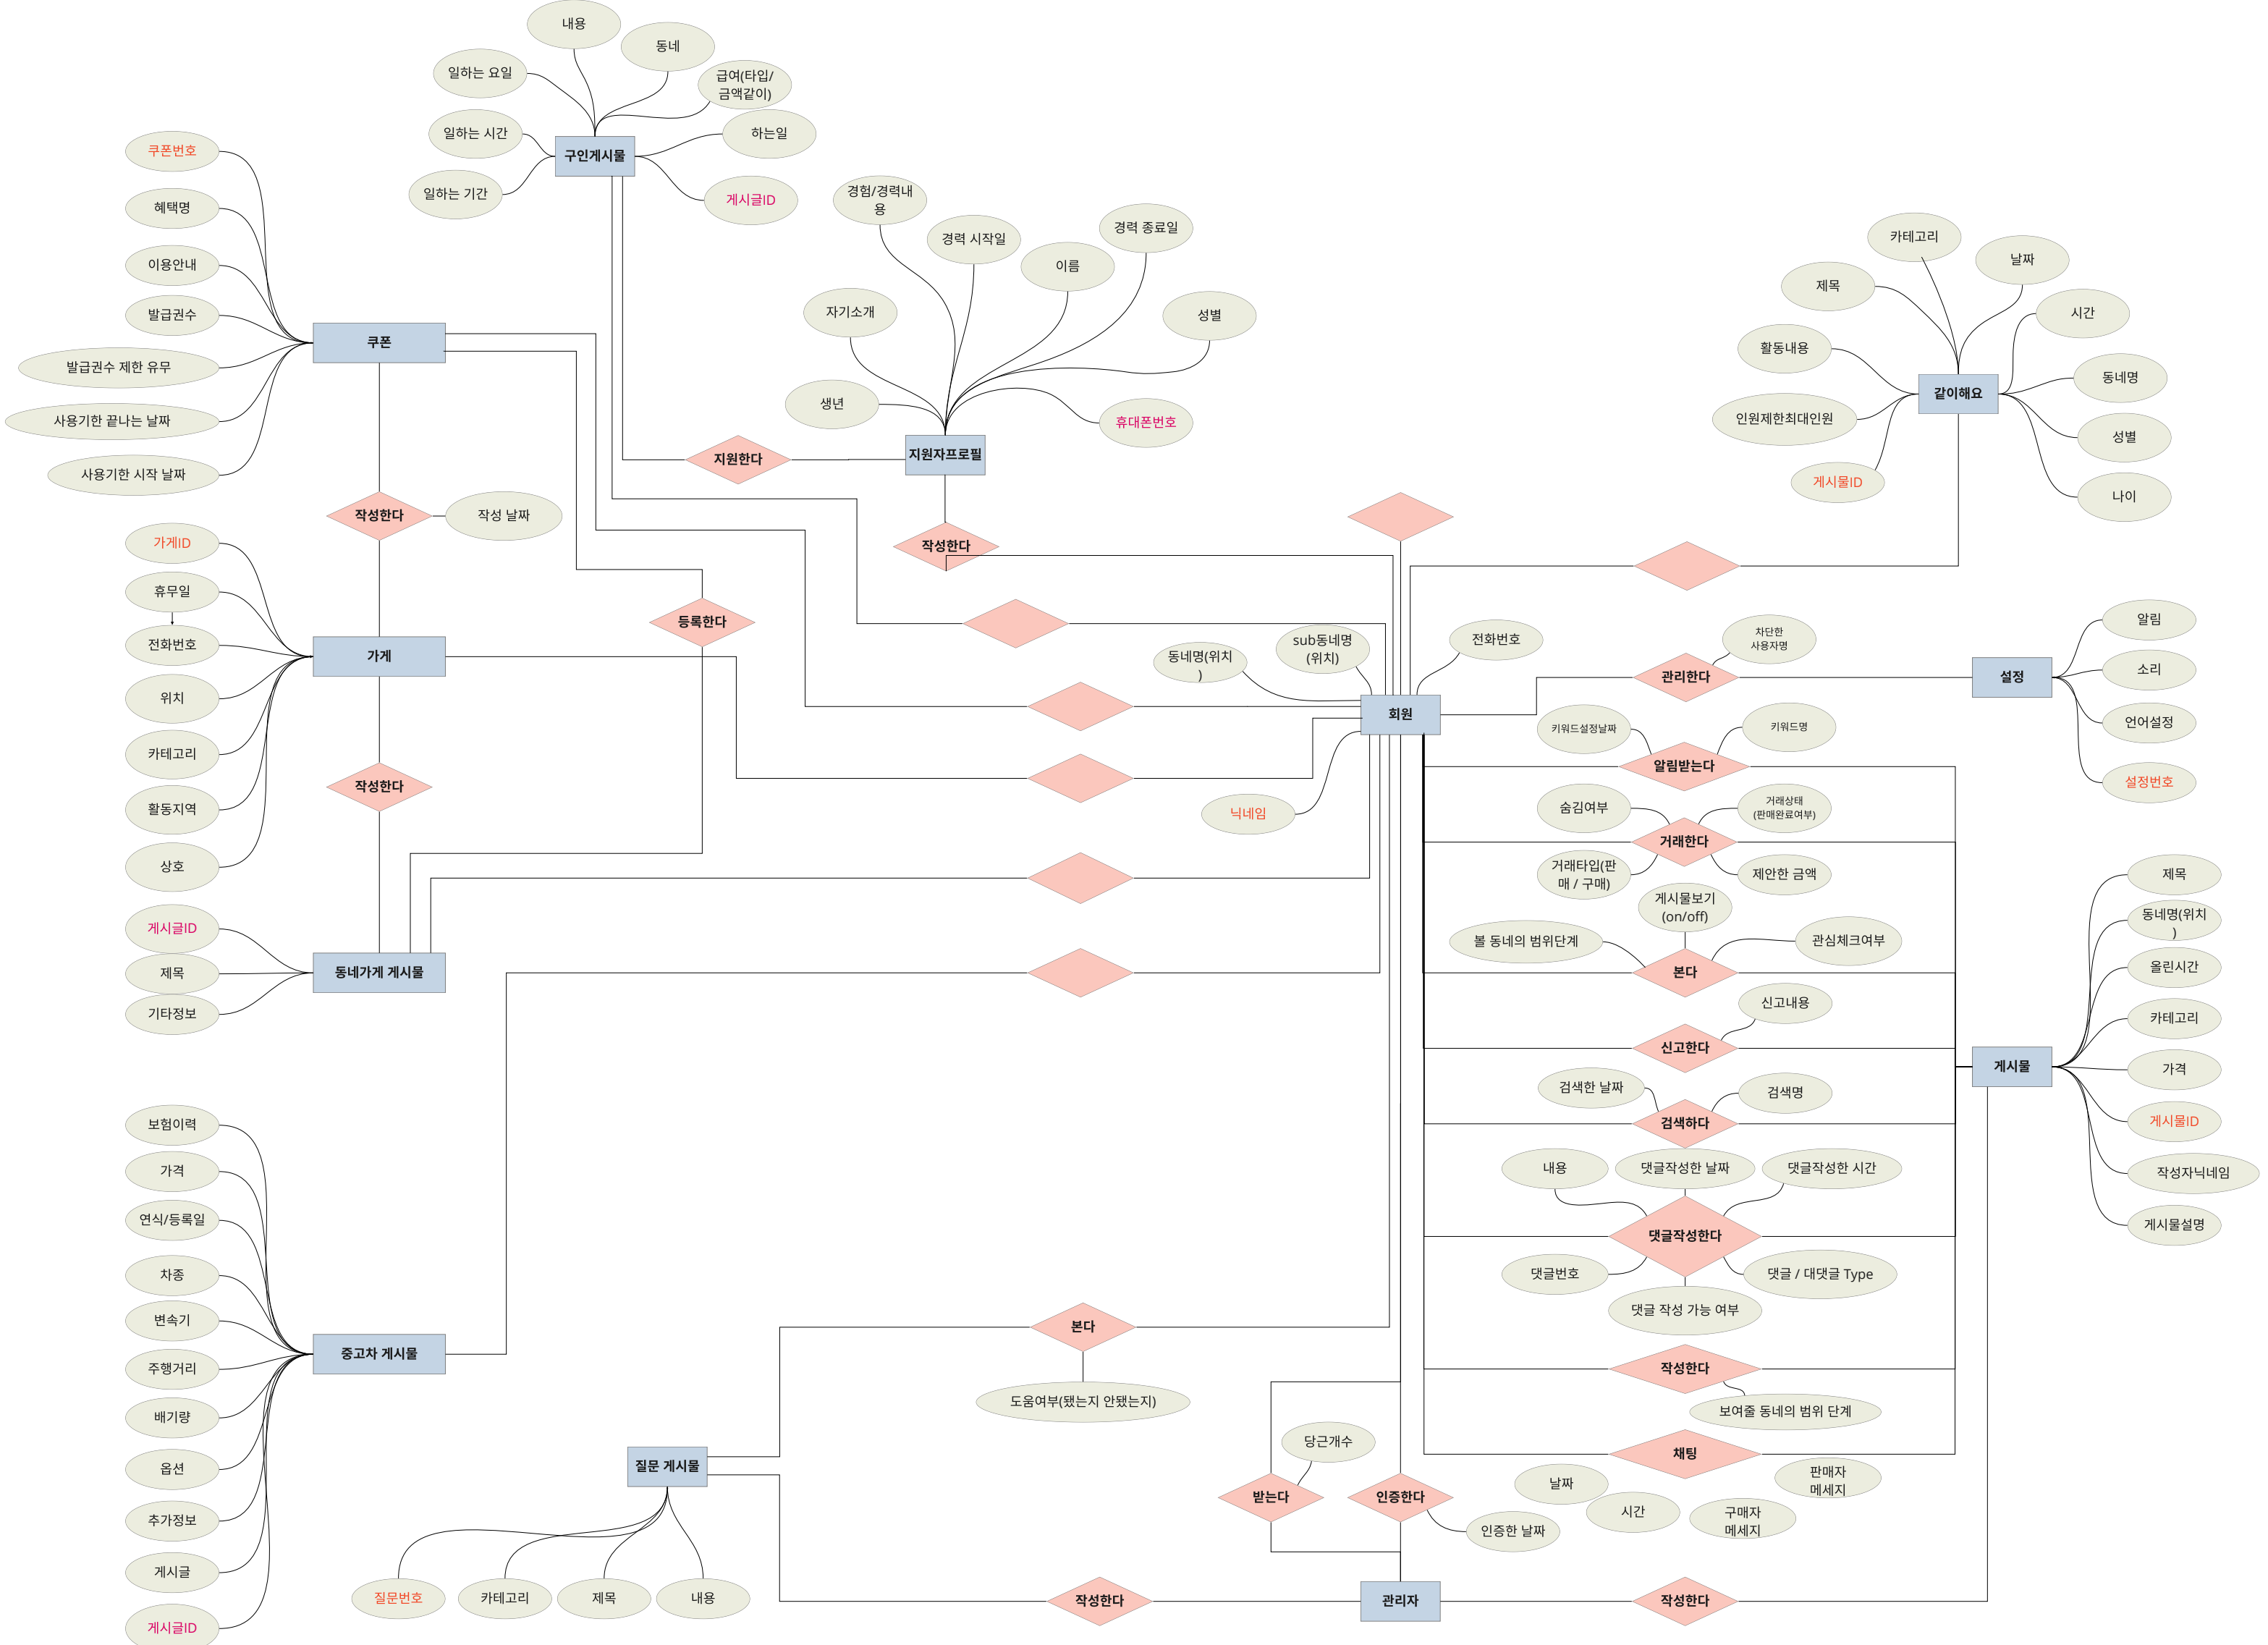 내용
동네
일하는 요일
급여(타입/
금액같이)
일하는 시간
하는일
구인게시물
일하는 기간
게시글ID
쿠폰번호
혜택명
이용안내
발급권수
발급권수 제한 유무
사용기한 끝나는 날짜
사용기한 시작 날짜
쿠폰
작성한다
작성 날짜
경험/경력내
용
경력 시작일
이름
경력 종료일
성별
자기소개
생년
휴대폰번호
지원자프로필
지원한다
작성한다
카테고리
날짜
제목
시간
활동내용
동네명
같이해요
인원제한최대인원
성별
게시물ID
나이
가게ID
휴무일
전화번호
위치
카테고리
활동지역
상호
가게
등록한다
작성한다
게시글ID
제목
기타정보
동네가게 게시물
동네명(위치
)
sub동네명
(위치)
전화번호
회원
닉네임
차단한
사용자명
관리한다
설정
알림
소리
언어설정
설정번호
키워드설정날짜
키워드명
알림받는다
숨김여부
거래상태
(판매완료여부)
거래한다
거래타입(판
매 / 구매)
제안한 금액
게시물보기
(on/off)
볼 동네의 범위단계
관심체크여부
본다
신고내용
신고한다
검색한 날짜
검색명
검색하다
내용
댓글작성한 날짜
댓글작성한 시간
댓글작성한다
댓글번호
댓글 / 대댓글 Type
댓글 작성 가능 여부
작성한다
보여줄 동네의 범위 단계
채팅
날짜
시간
구매자
메세지
판매자
메세지
제목
동네명(위치
)
올린시간
카테고리
가격
게시물ID
작성자닉네임
게시물설명
게시물
보험이력
가격
연식/등록일
차종
변속기
주행거리
배기량
옵션
추가정보
게시글
게시글ID
중고차 게시물
본다
도움여부(됐는지 안됐는지)
질문 게시물
질문번호
카테고리
제목
내용
당근개수
받는다
인증한다
인증한 날짜
작성한다
관리자
작성한다